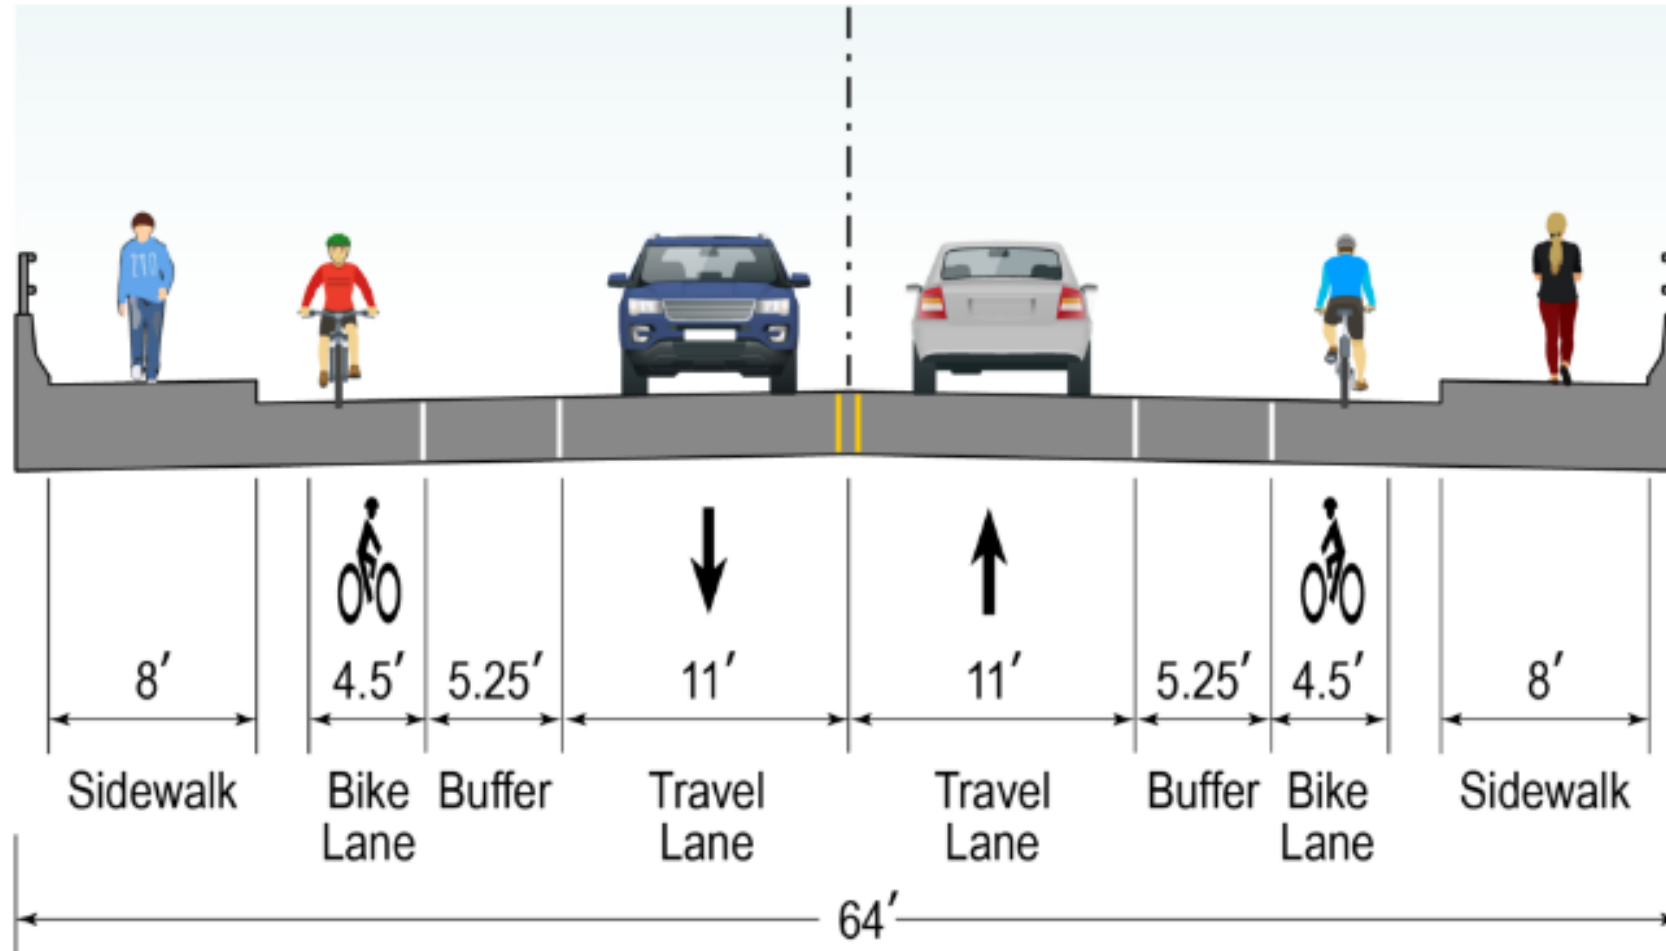 8′ 4.5′ 5.25′ 11′ 11′ 5.25′ 4.5′ 8′
Sidewalk Bike Buffer Travel Travel Buffer Bike Sidewalk
Lane Lane Lane Lane
64′